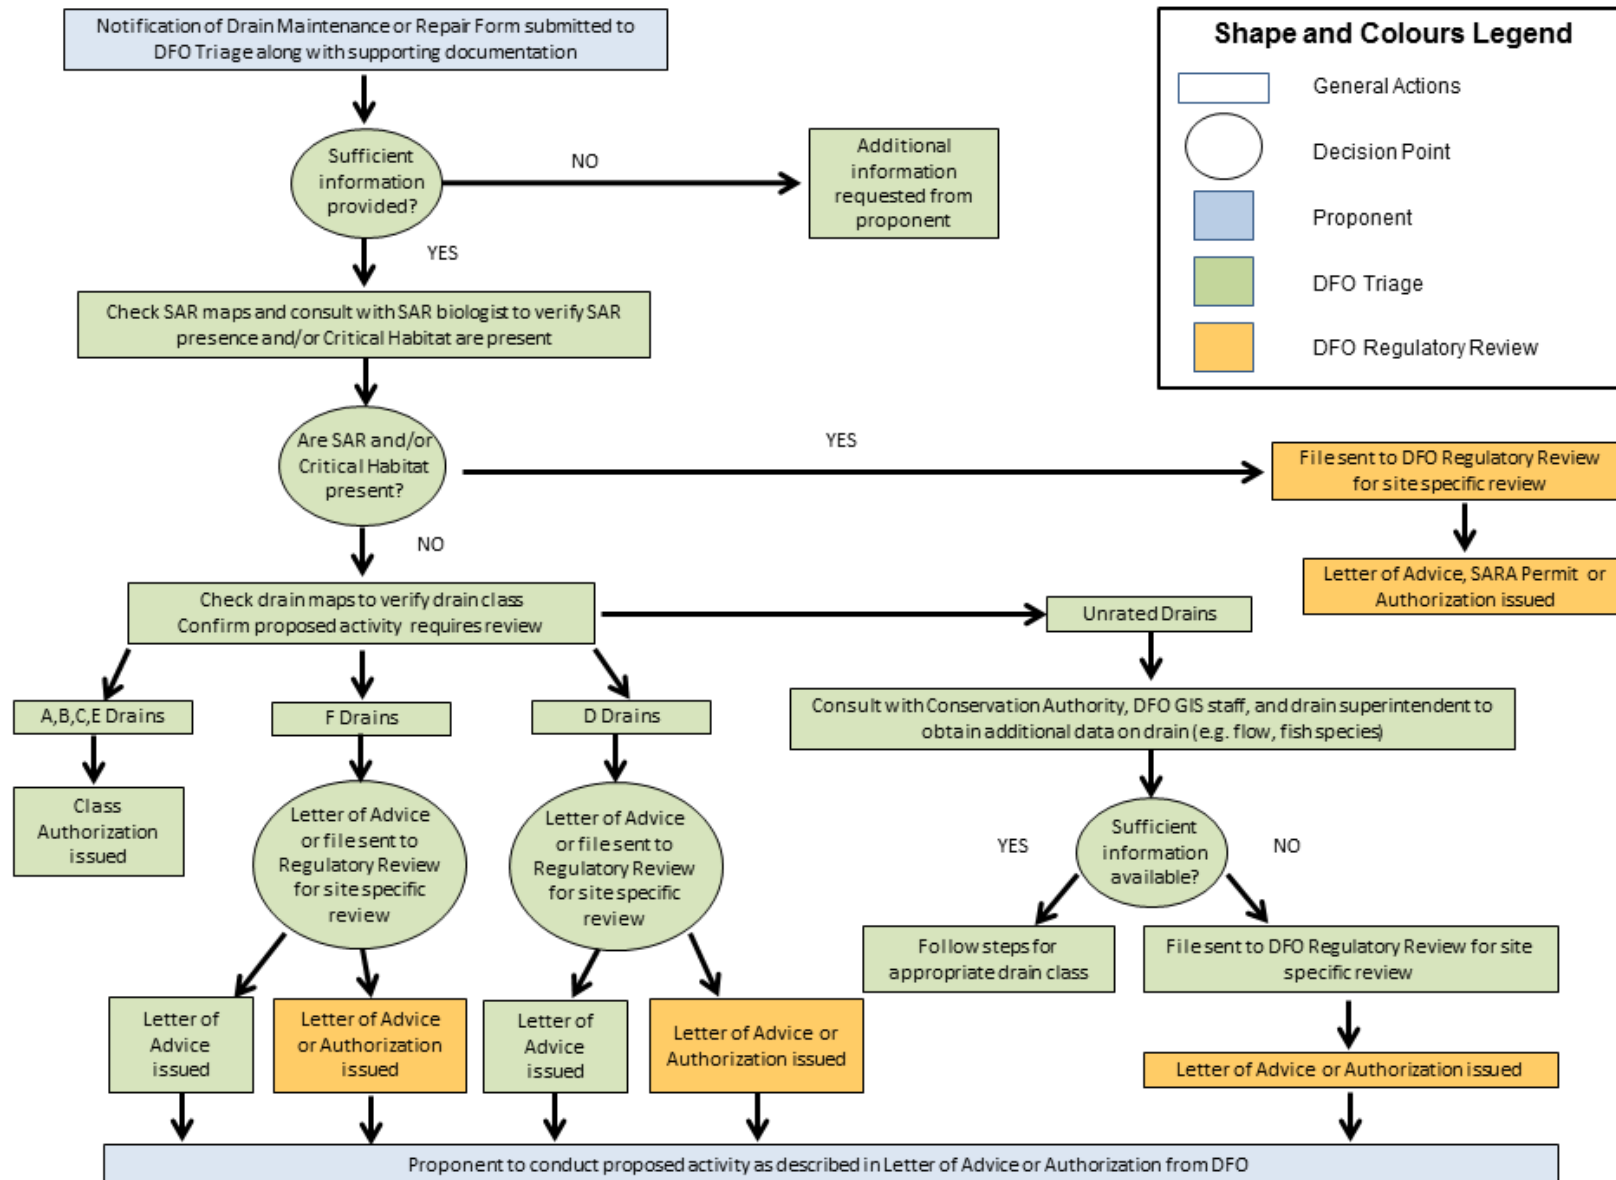 Notification of Drain Maintenance or Repair Form submitted to
DFO Triage along with supporting documentation
Shape and Colours Legend
General Actions
Decision Point
Proponent
DFO Triage
DFO Regulatory Review
Sufficient
information
provided?
NO
Additional
information
requested from
proponent
YES
Check SAR maps and consult with SAR biologist to verify SAR
presence and/or Critical Habitat are present
Are SAR and/or
Critical Habitat
present?
YES
File sent to DFO Regulatory Review
for site specific review
NO
Letter of Advice, SARA Permit or
Authorization issued
Check drain maps to verify drain class
Confirm proposed activity requires review
Unrated Drains
A,B,C,E Drains
F Drains
D Drains
Consult with Conservation Authority, DFO GIS staff, and drain superintendent to
obtain additional data on drain (e.g. flow, fish species)
Class
Authorization
issued
Letter of Advice
or file sent to
Regulatory Review
for site specific
review
Letter of Advice
or file sent to
Regulatory Review
for site specific
review
YES
Sufficient
information
available?
NO
Follow steps for
appropriate drain class
File sent to DFO Regulatory Review for site
specific review
Letter of
Advice
issued
Letter of Advice
or Authorization
issued
Letter of
Advice
issued
Letter of Advice or
Authorization issued
Letter of Advice or Authorization issued
Proponent to conduct proposed activity as described in Letter of Advice or Authorization from DFO